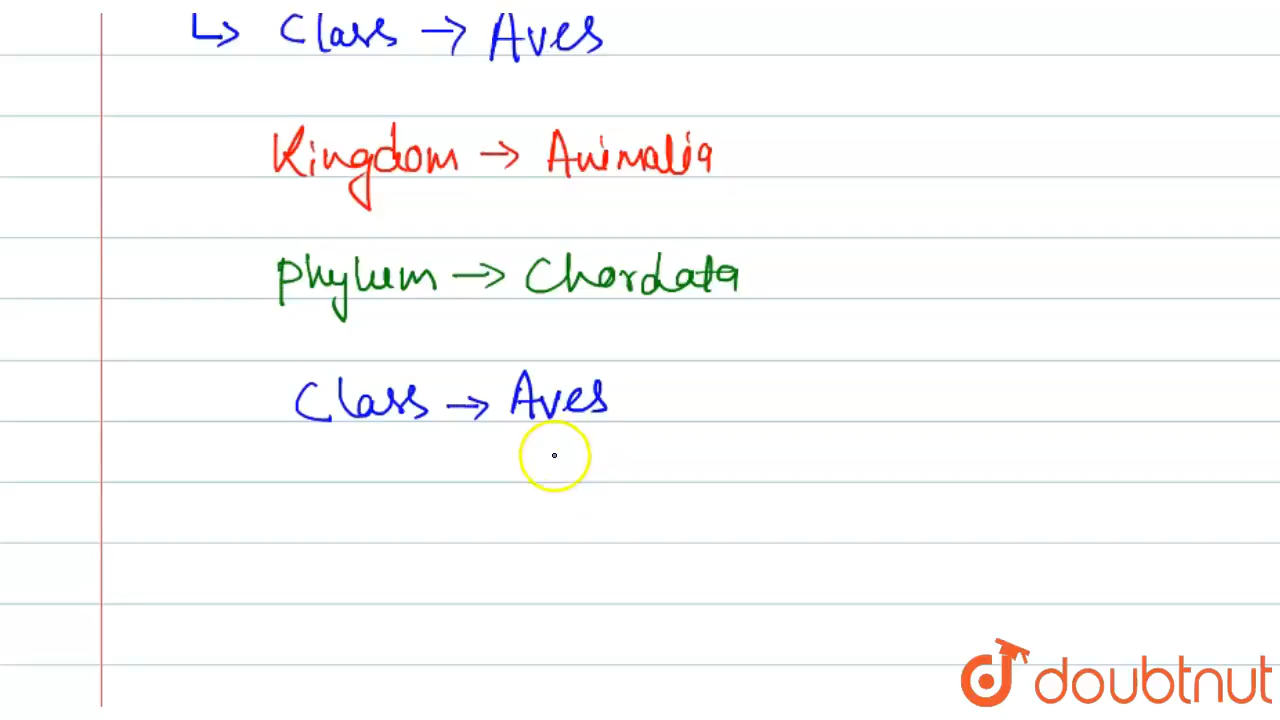 ↳ Class → Aves
Kingdom → Animalia
Phylum → Chordata
Class → Aves
doubtnut